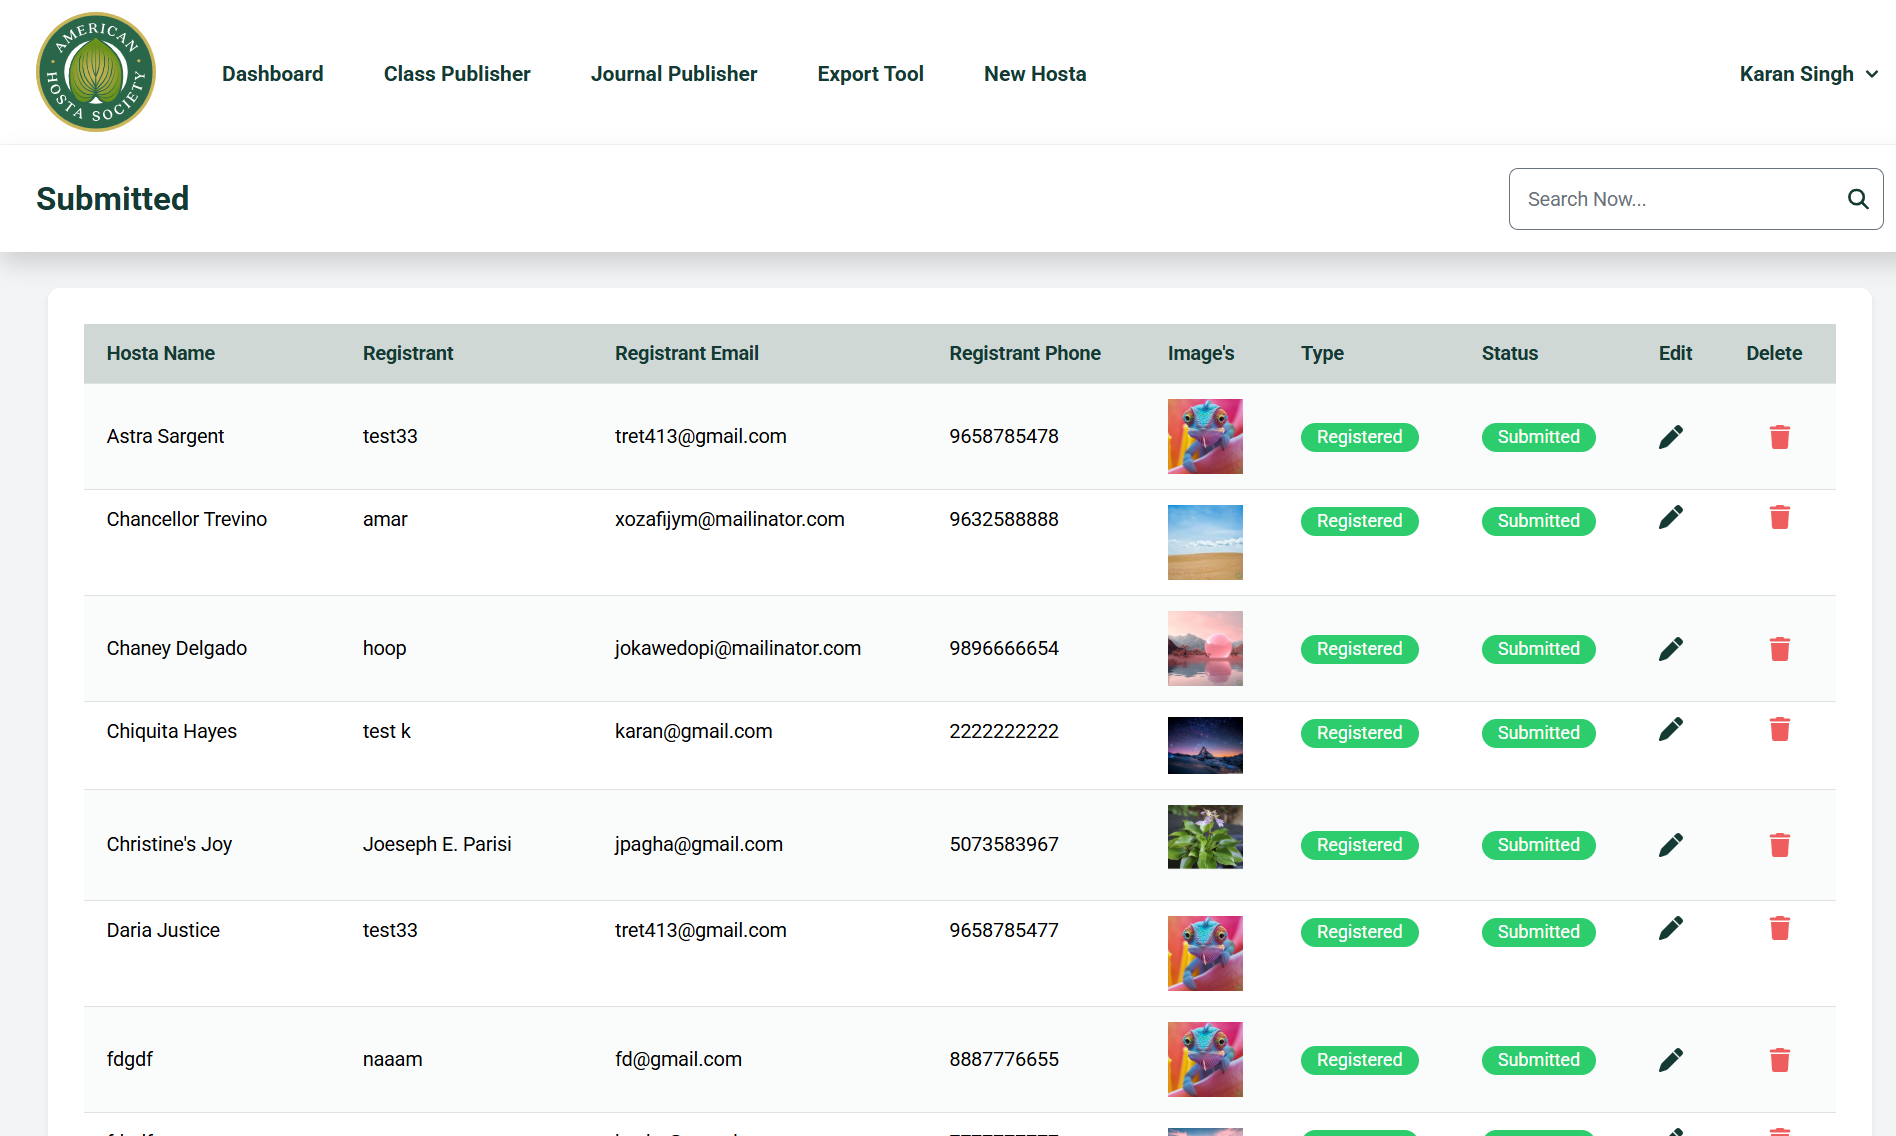 AMERICAN
HOSTA SOCIETY
Dashboard Class Publisher Journal Publisher Export Tool New Hosta Karan Singh
Submitted Search Now...
Hosta Name Registrant Registrant Email Registrant Phone Image's Type Status Edit Delete
Astra Sargent test33 tret413@gmail.com 9658785478 Registered Submitted
Chancellor Trevino amar xozafijym@mailinator.com 9632588888 Registered Submitted
Chaney Delgado hoop jokawedopi@mailinator.com 9896666654 Registered Submitted
Chiquita Hayes test k karan@gmail.com 2222222222 Registered Submitted
Christine's Joy Joeseph E. Parisi jpagha@gmail.com 5073583967 Registered Submitted
Daria Justice test33 tret413@gmail.com 9658785477 Registered Submitted
fdgdf naaam fd@gmail.com 8887776655 Registered Submitted